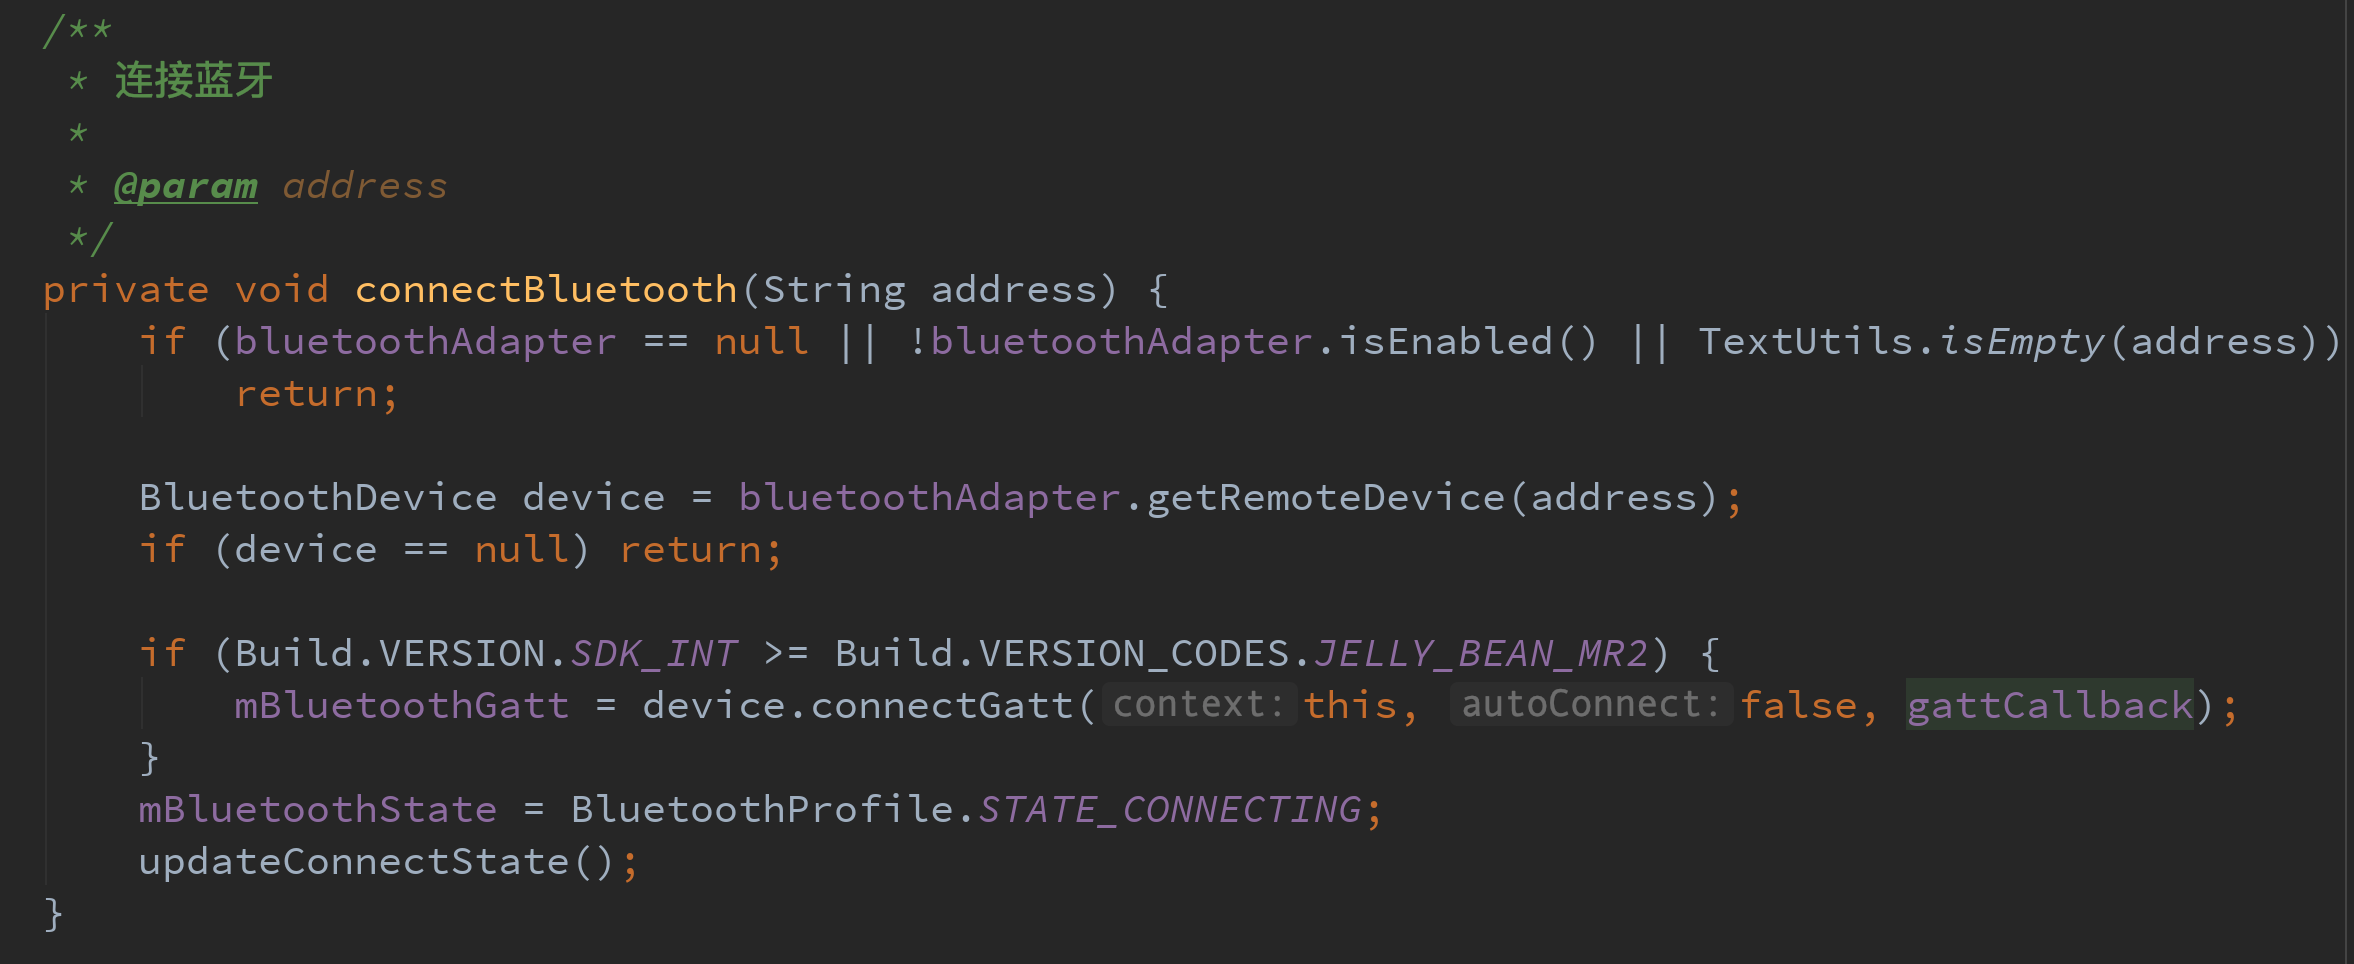 /**
 * 连接蓝牙
 *
 * @param address
 */
private void connectBluetooth(String address) {
    if (bluetoothAdapter == null || !bluetoothAdapter.isEnabled() || TextUtils.isEmpty(address))
        return;

    BluetoothDevice device = bluetoothAdapter.getRemoteDevice(address);
    if (device == null) return;

    if (Build.VERSION.SDK_INT >= Build.VERSION_CODES.JELLY_BEAN_MR2) {
        mBluetoothGatt = device.connectGatt( context: this, autoConnect: false, gattCallback);
    }
    mBluetoothState = BluetoothProfile.STATE_CONNECTING;
    updateConnectState();
}